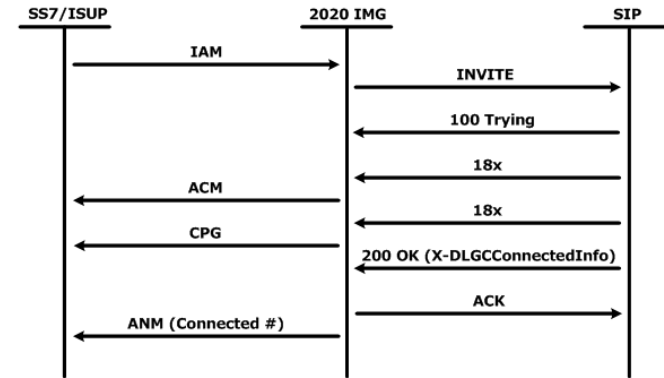 SS7/ISUP
2020 IMG
SIP
IAM
INVITE
100 Trying
18x
ACM
18x
CPG
200 OK (X-DLGCConnectedInfo)
ACK
ANM (Connected #)